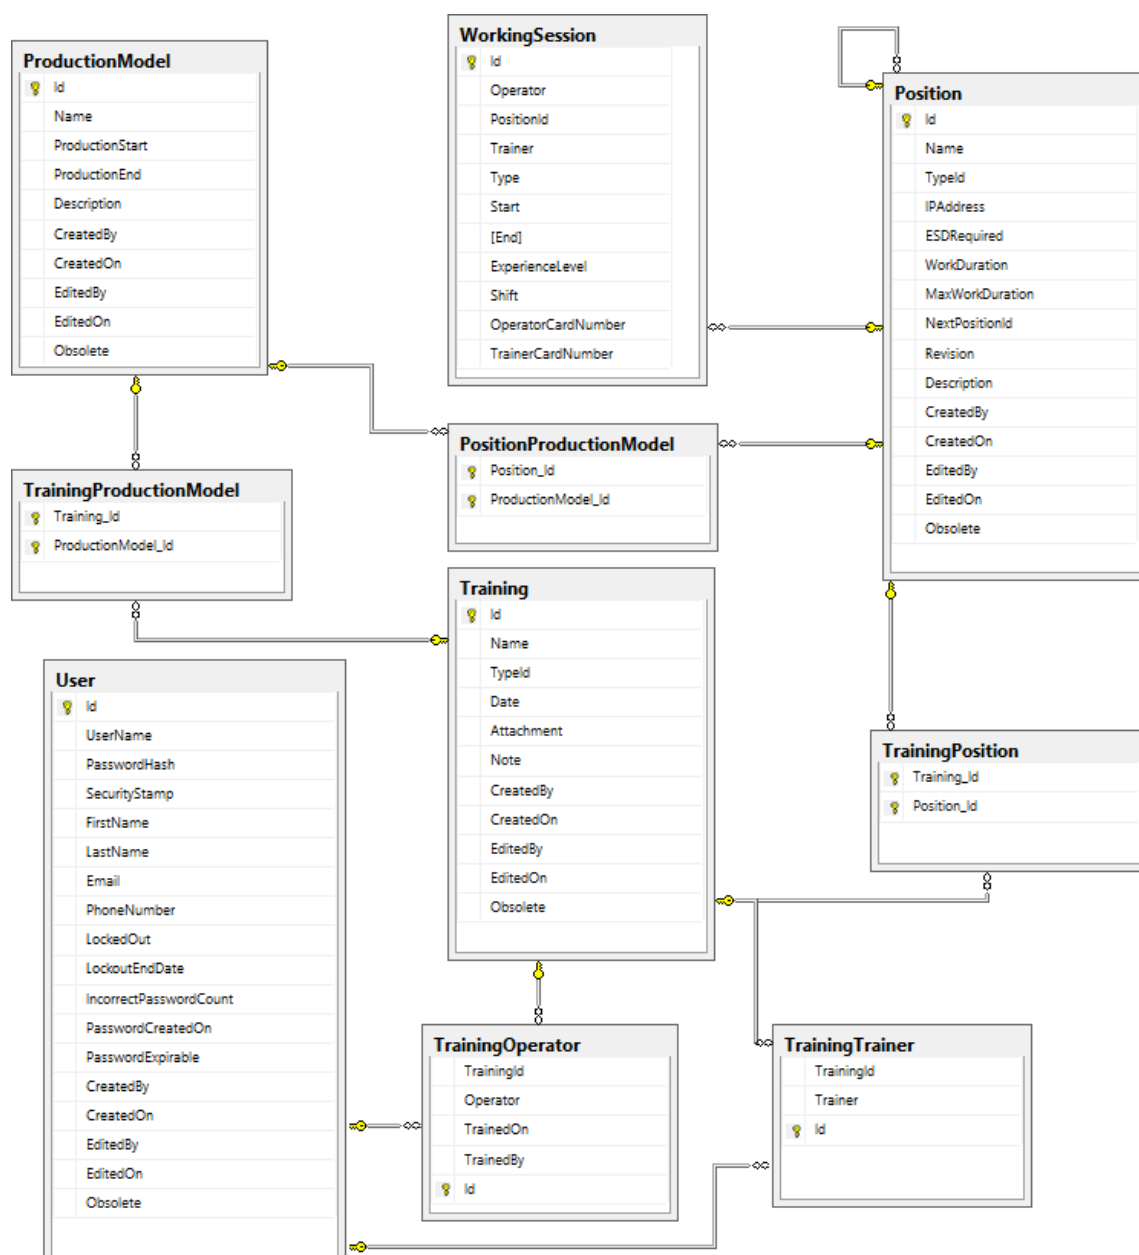 ProductionModel
Id
Name
ProductionStart
ProductionEnd
Description
CreatedBy
CreatedOn
EditedBy
EditedOn
Obsolete
WorkingSession
Id
Operator
PositionId
Trainer
Type
Start
[End]
ExperienceLevel
Shift
OperatorCardNumber
TrainerCardNumber
Position
Id
Name
TypeId
IPAddress
ESDRequired
WorkDuration
MaxWorkDuration
NextPositionId
Revision
Description
CreatedBy
CreatedOn
EditedBy
EditedOn
Obsolete
PositionProductionModel
Position_Id
ProductionModel_Id
TrainingProductionModel
Training_Id
ProductionModel_Id
Training
Id
Name
TypeId
Date
Attachment
Note
CreatedBy
CreatedOn
EditedBy
EditedOn
Obsolete
User
Id
UserName
PasswordHash
SecurityStamp
FirstName
LastName
Email
PhoneNumber
LockedOut
LockoutEndDate
IncorrectPasswordCount
PasswordCreatedOn
PasswordExpirable
CreatedBy
CreatedOn
EditedBy
EditedOn
Obsolete
TrainingPosition
Training_Id
Position_Id
TrainingOperator
TrainingId
Operator
TrainedOn
TrainedBy
Id
TrainingTrainer
TrainingId
Trainer
Id